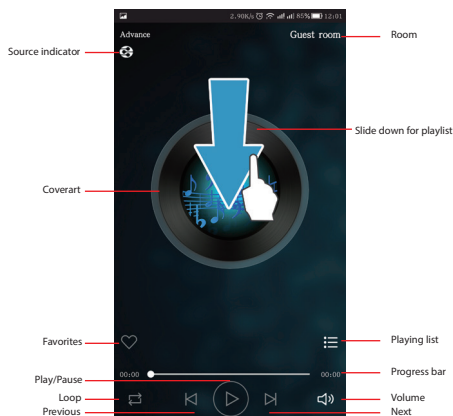 2.90K/s 85% 12:01
Advance Guest room Room
Source indicator
Slide down for playlist
Coverart
Favorites Playing list
00:00 00:00 Progress bar
Play/Pause
Loop Volume
Previous Next